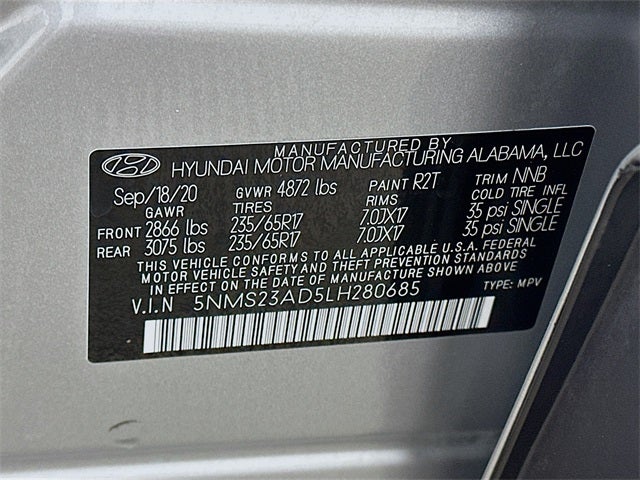 MANUFACTURED BY
HYUNDAI MOTOR MANUFACTURING ALABAMA, LLC
Sep/18/20 GVWR 4872 lbs PAINT R2T TRIM NNB
GAWR TIRES RIMS COLD TIRE INFL
FRONT 2866 lbs 235/65R17 7.0JX17 35 psi SINGLE
REAR 3075 lbs 235/65R17 7.0JX17 35 psi SINGLE
THIS VEHICLE CONFORMS TO ALL APPLICABLE U.S.A. FEDERAL
MOTOR VEHICLE SAFETY AND THEFT PREVENTION STANDARDS
IN EFFECT ON THE DATE OF MANUFACTURE SHOWN ABOVE.
V.I.N 5NMS23AD5LH280685 TYPE: MPV